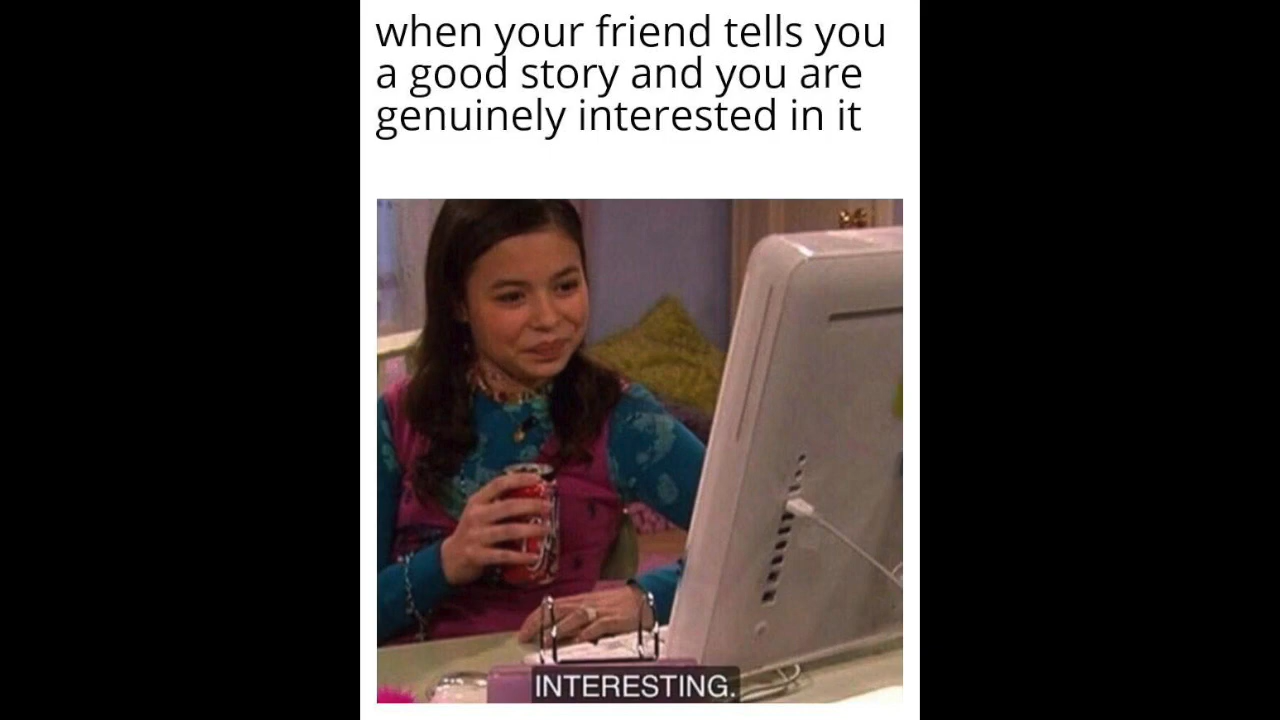 when your friend tells you
a good story and you are
genuinely interested in it
INTERESTING.